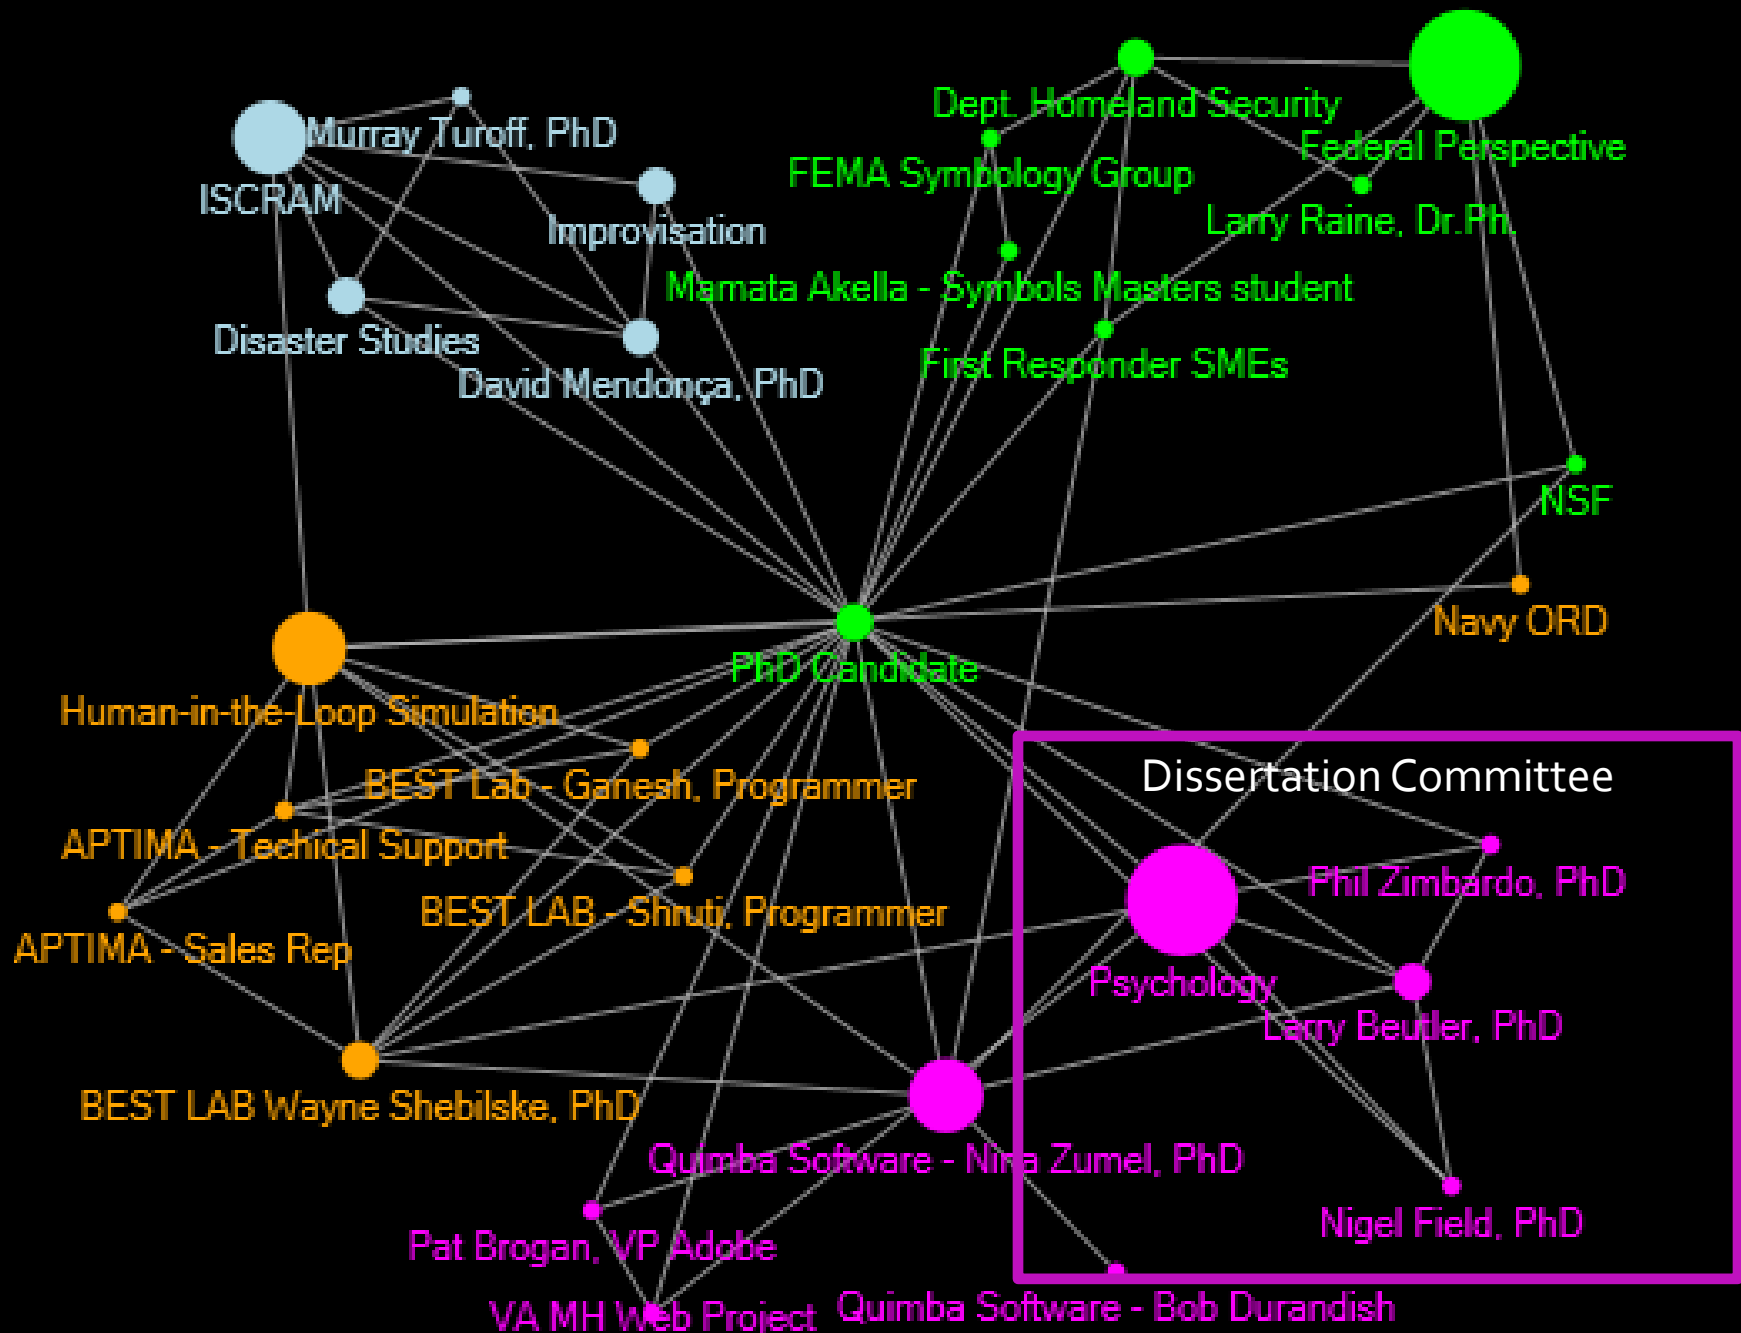 Dept. Homeland Security
Murray Turoff, PhD
Federal Perspective
FEMA Symbology Group
ISCRAM
Larry Raine, Dr.Ph.
Improvisation
Mamata Akella - Symbols Masters student
Disaster Studies
First Responder SMEs
David Mendonça, PhD
NSF
Navy ORD
PhD Candidate
Human-in-the-Loop Simulation
Dissertation Committee
BEST Lab - Ganesh, Programmer
APTIMA - Techical Support
Phil Zimbardo, PhD
BEST LAB - Shruti, Programmer
APTIMA - Sales Rep
Psychology
Larry Beutler, PhD
BEST LAB Wayne Shebilske, PhD
Quimba Software - Nina Zumel, PhD
Nigel Field, PhD
Pat Brogan, VP Adobe
Quimba Software - Bob Durandish
VA MH Web Project